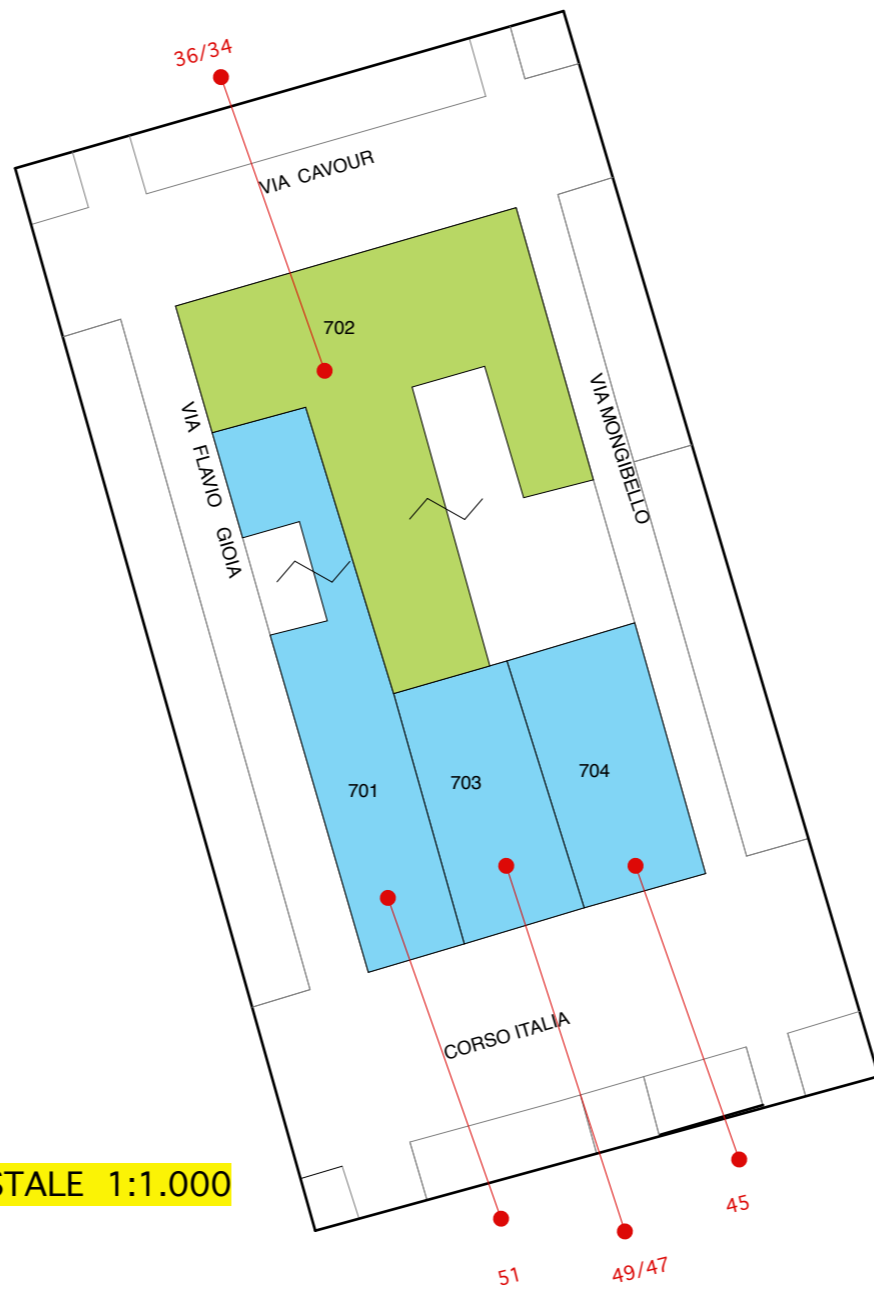 36/34
VIA CAVOUR
702
VIA FLAVIO GIOIA
VIA MONGIBELLO
701
703
704
CORSO ITALIA
STALE 1:1.000
45
51
49/47